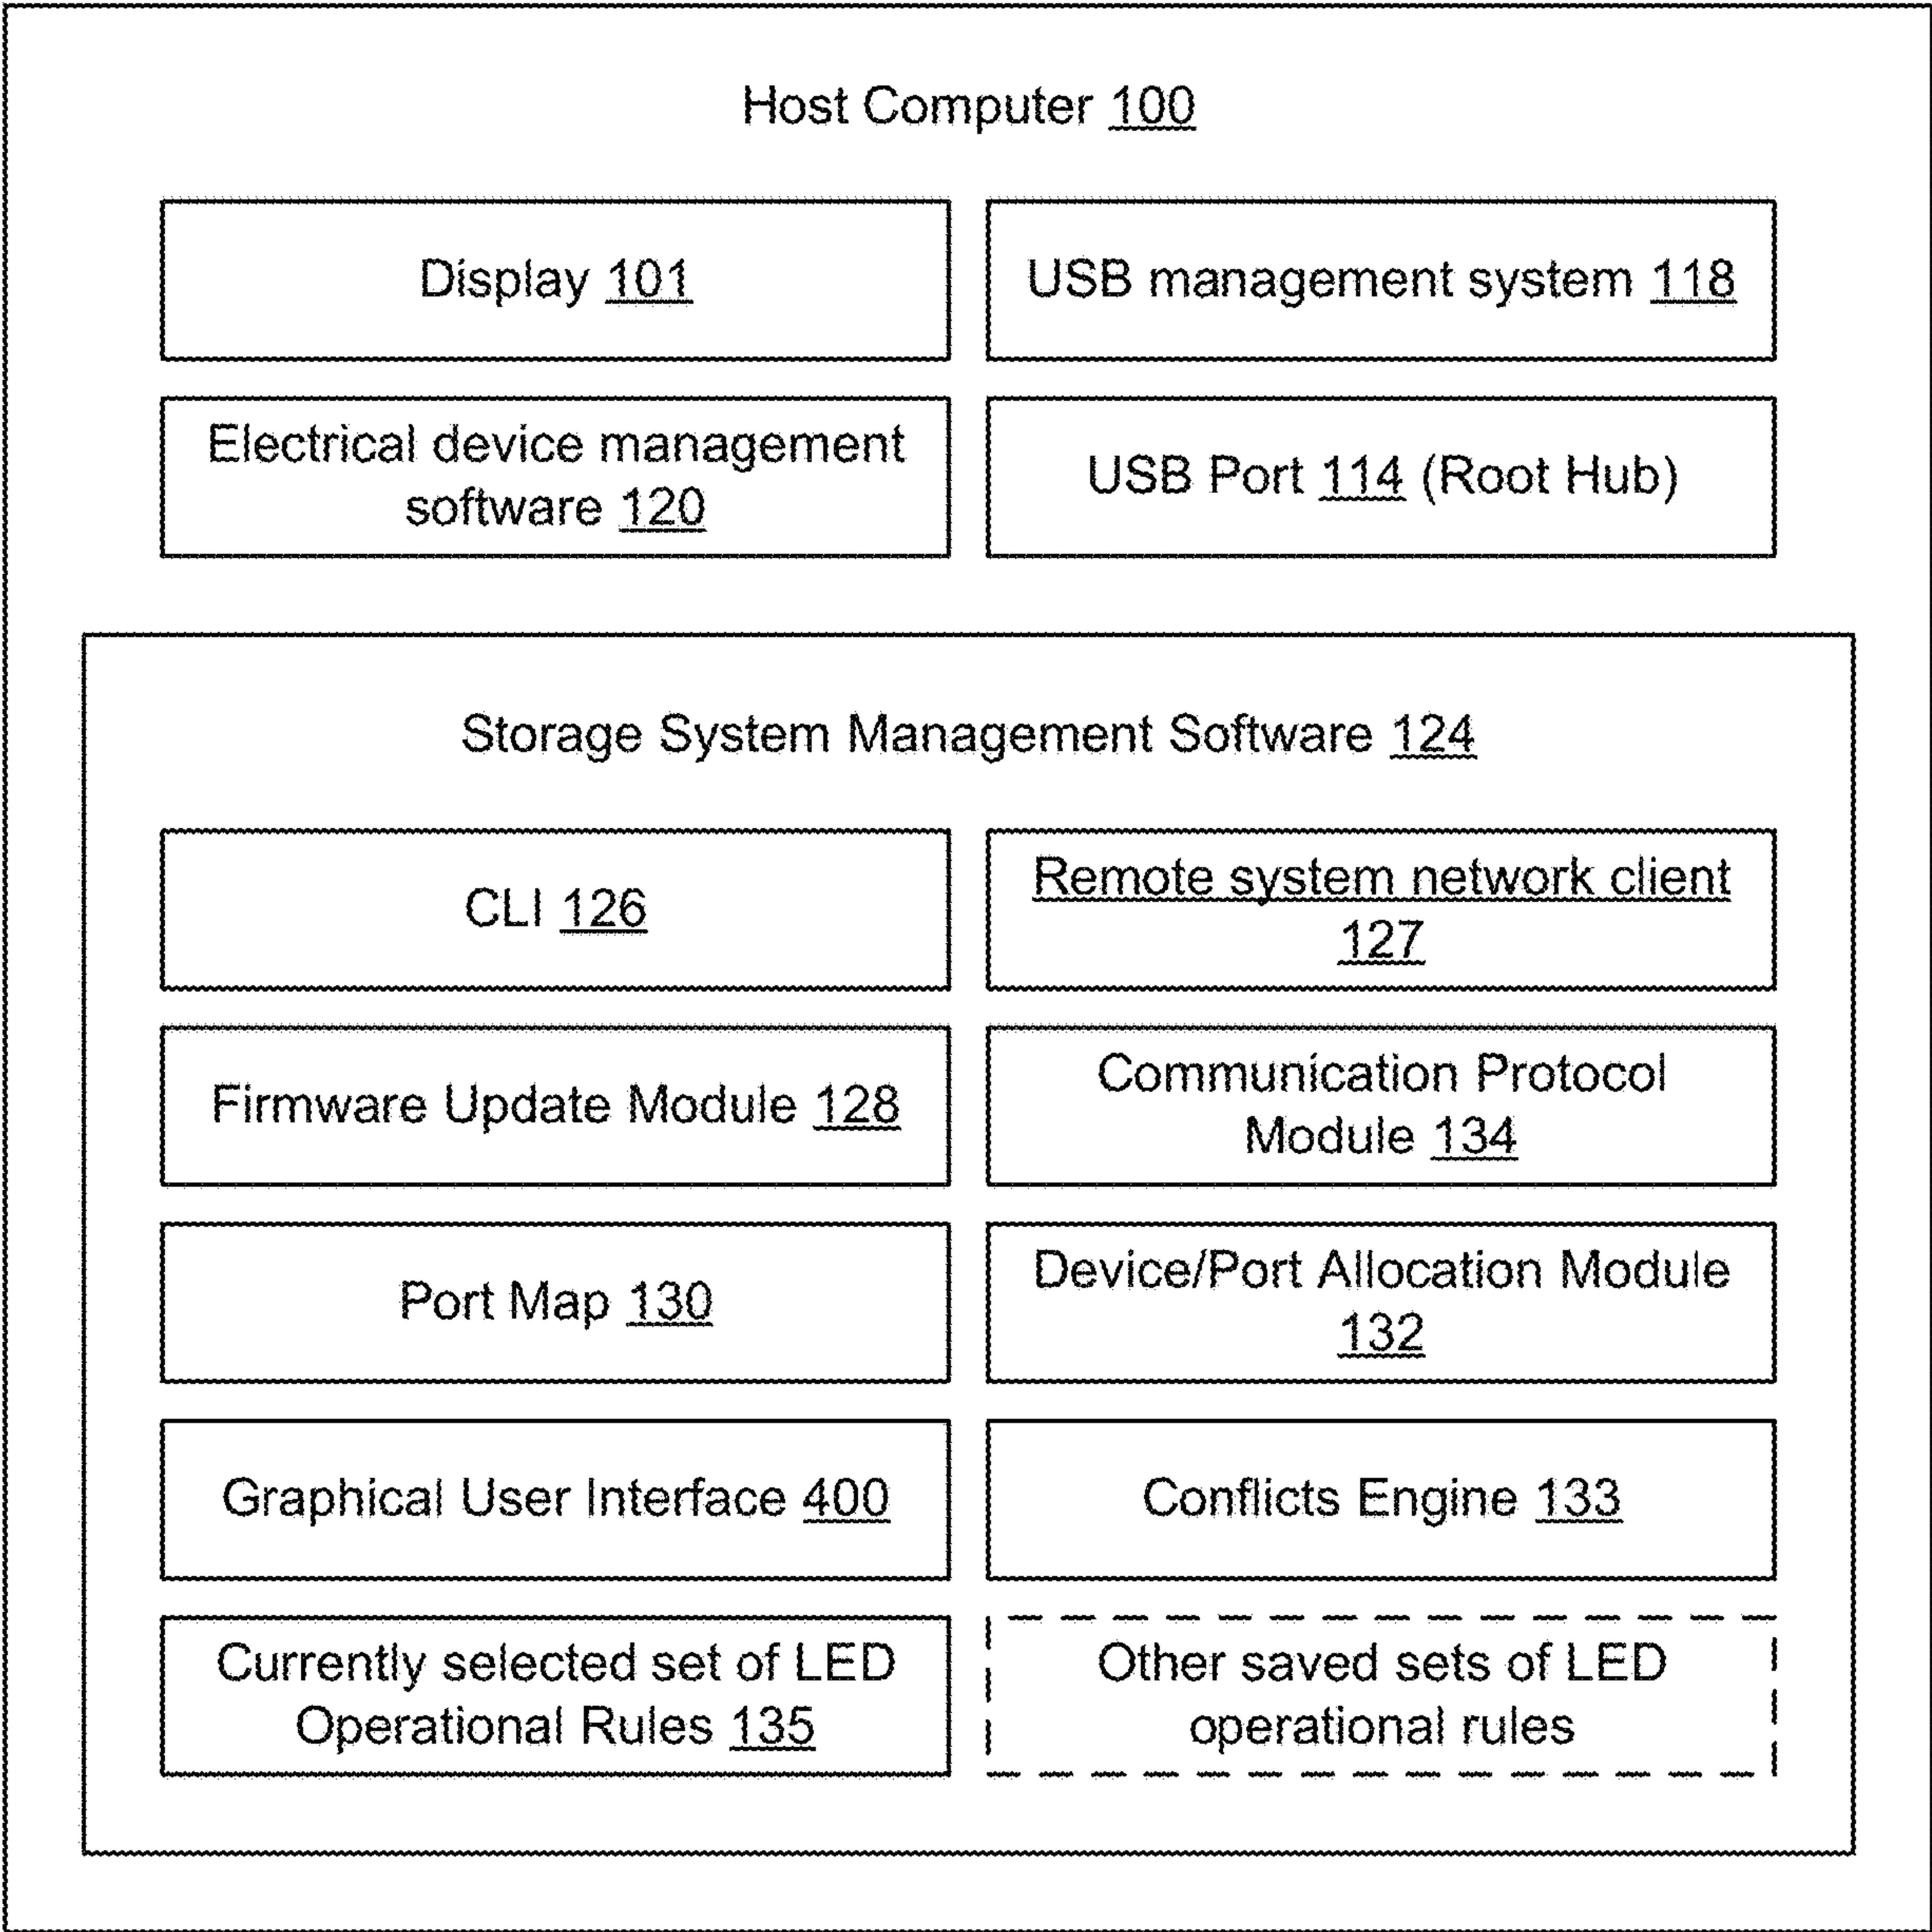 Host Computer 100
Display 101
USB management system 118
Electrical device management
software 120
USB Port 114 (Root Hub)
Storage System Management Software 124
CLI 126
Remote system network client
127
Firmware Update Module 128
Communication Protocol
Module 134
Port Map 130
Device/Port Allocation Module
132
Graphical User Interface 400
Conflicts Engine 133
Currently selected set of LED
Operational Rules 135
Other saved sets of LED
operational rules